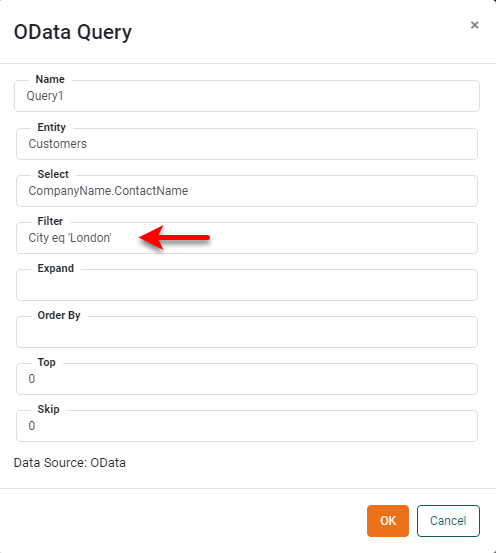 OData Query
×
Name
Query1
Entity
Customers
Select
CompanyName.ContactName
Filter
City eq 'London'
Expand
Order By
Top
0
Skip
0
Data Source: OData
OK
Cancel